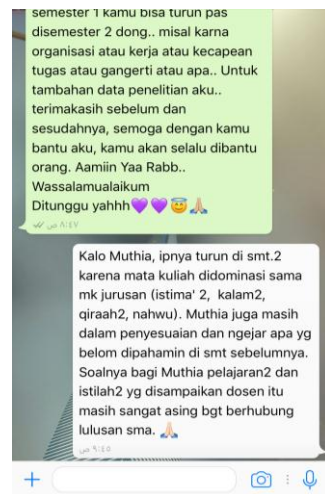 semester 1 kamu bisa turun pas
disemester 2 dong.. misal karna
organisasi atau kerja atau kecapean
tugas atau gangerti atau apa.. Untuk
tambahan data penelitian aku..
terimakasih sebelum dan
sesudahnya, semoga dengan kamu
bantu aku, kamu akan selalu dibantu
orang. Aamiin Yaa Rabb..
Wassalamualaikum
Ditunggu yahhh💜💜😇🙏🏻
٨:٤٧ ص
Kalo Muthia, ipnya turun di smt.2
karena mata kuliah didominasi sama
mk jurusan (istima' 2, kalam2,
qiraah2, nahwu). Muthia juga masih
dalam penyesuaian dan ngejar apa yg
belom dipahamin di smt sebelumnya.
Soalnya bagi Muthia pelajaran2 dan
istilah2 yg disampaikan dosen itu
masih sangat asing bgt berhubung
lulusan sma. 🙏🏻
٩:٤٥ ص